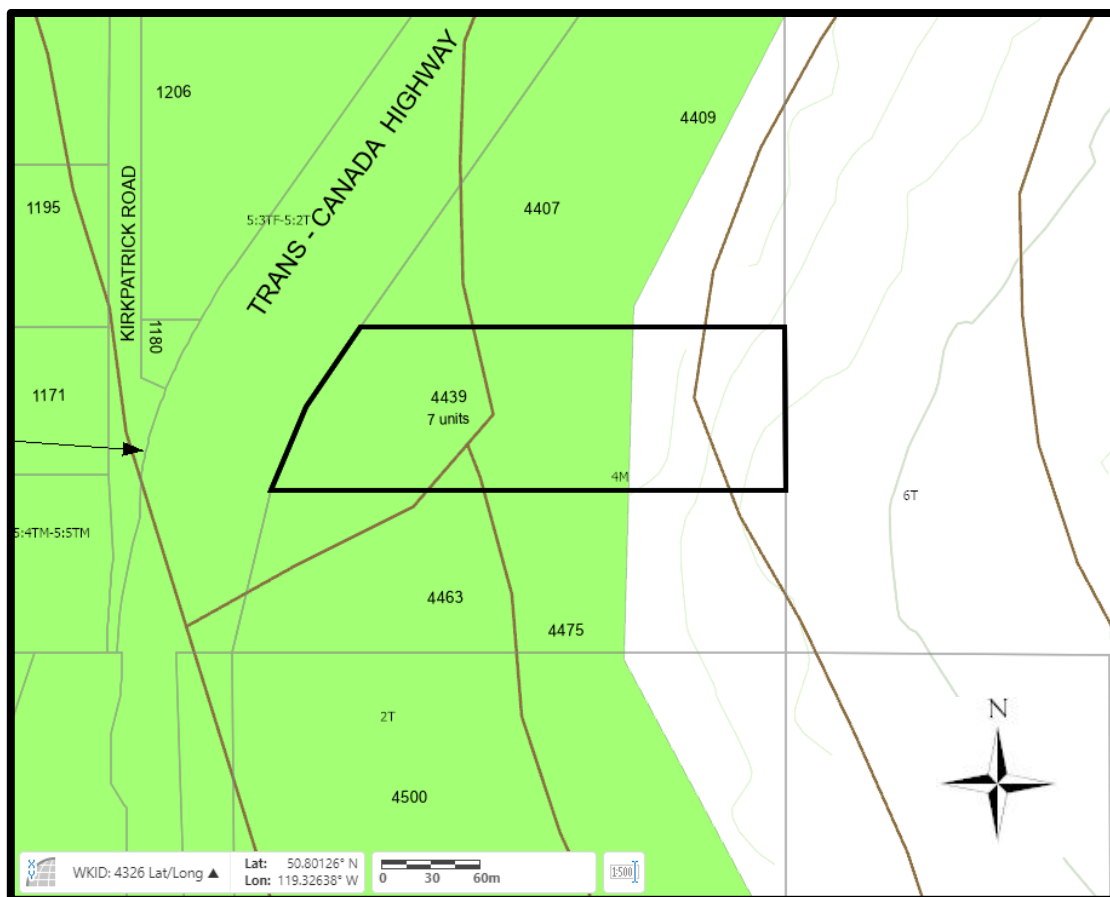 1206
4409
TRANS - CANADA HIGHWAY
KIRKPATRICK ROAD
1195
5:3TF-5:2T
4407
1180
1171
4439
7 units
4M
6T
5:4TM-5:5TM
4463
4475
2T
N
4500
WKID: 4326 Lat/Long ▲
Lat: 50.80126° N
Lon: 119.32638° W
0 30 60m
1:500